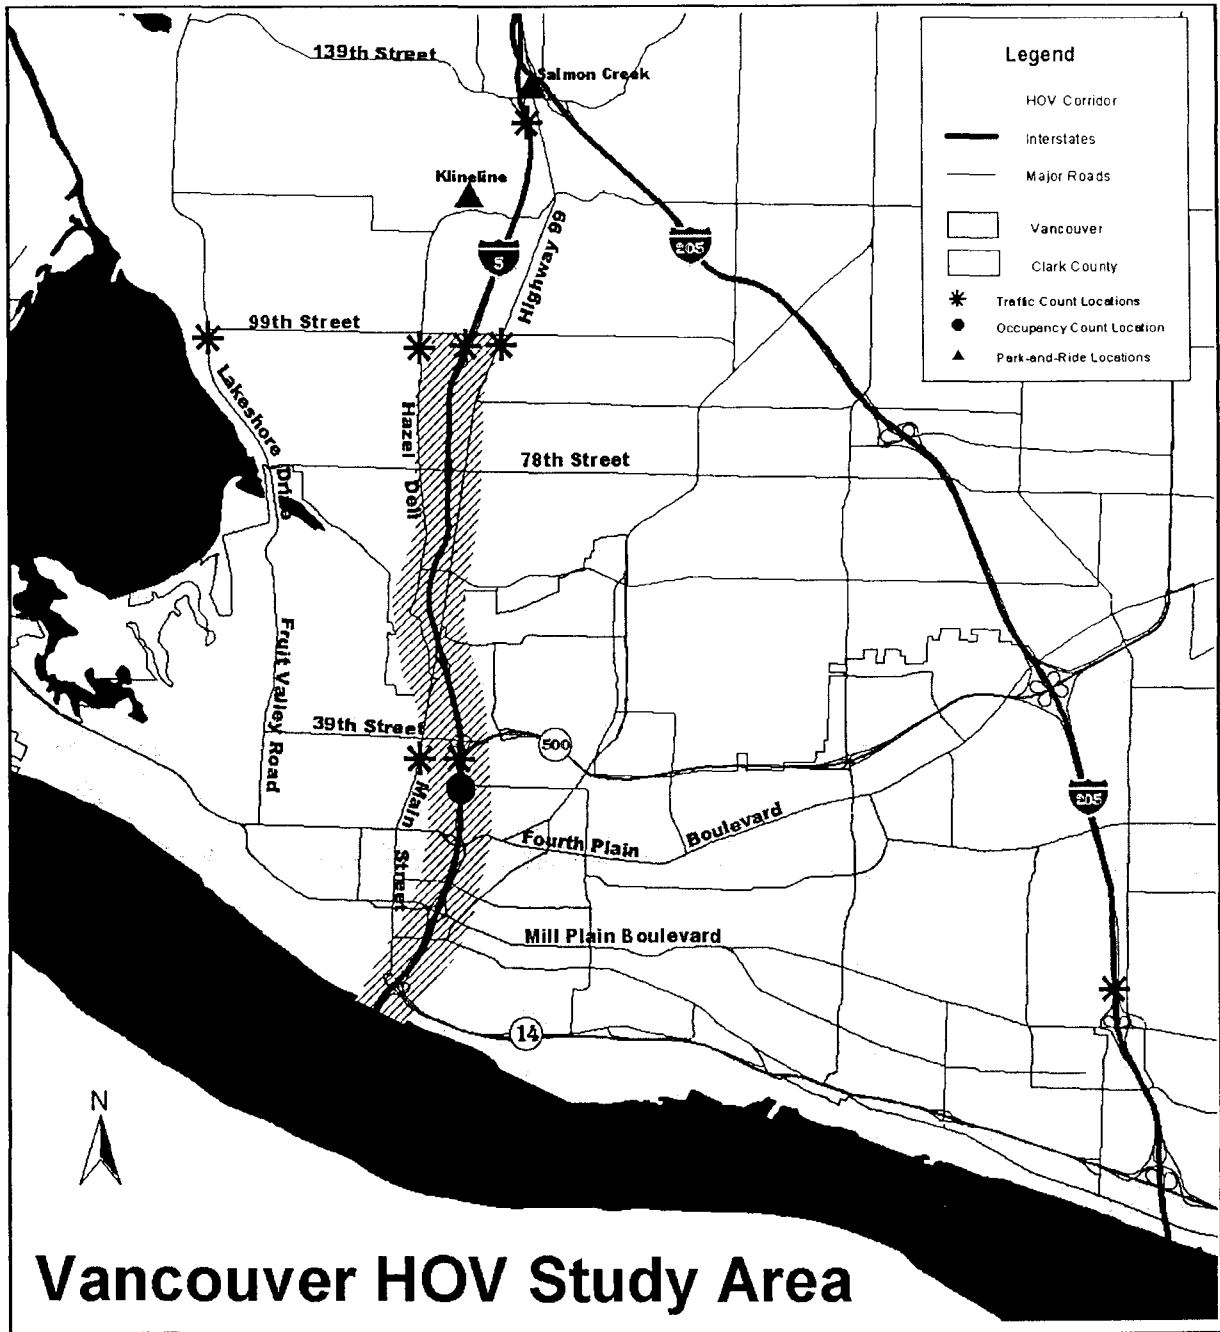 139th Street
Salmon Creek
Klineline
5
Highway 99
205
99th Street
Lakeshore Drive
Hazel Dell
78th Street
Fruit Valley Road
39th Street
500
Main Street
Fourth Plain Boulevard
205
Mill Plain Boulevard
14
N
Legend
HOV Corridor
Interstates
Major Roads
Vancouver
Clark County
Traffic Count Locations
Occupancy Count Location
Park-and-Ride Locations
Vancouver HOV Study Area